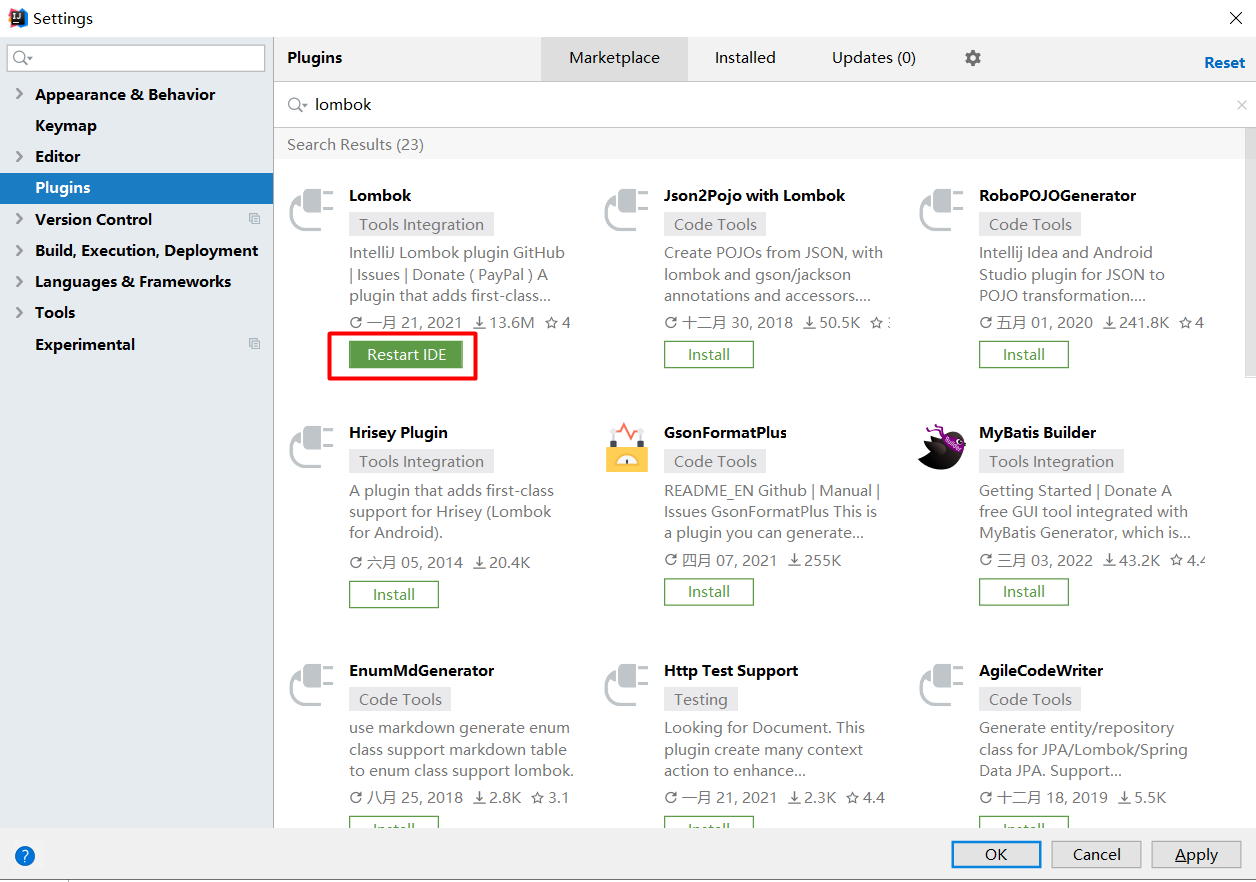 Settings
Plugins
Marketplace
Installed
Updates (0)
Reset
Appearance & Behavior
Keymap
Editor
Plugins
Version Control
Build, Execution, Deployment
Languages & Frameworks
Tools
Experimental
lombok
Search Results (23)
Lombok
Tools Integration
IntelliJ Lombok plugin GitHub
| Issues | Donate ( PayPal ) A
plugin that adds first-class...
一月 21, 2021 13.6M 4
Restart IDE
Json2Pojo with Lombok
Code Tools
Create POJOs from JSON, with
lombok and gson/jackson
annotations and accessors....
十二月 30, 2018 50.5K
Install
RoboPOJOGenerator
Code Tools
Intellij Idea and Android
Studio plugin for JSON to
POJO transformation....
五月 01, 2020 241.8K 4
Install
Hrisey Plugin
Tools Integration
A plugin that adds first-class
support for Hrisey (Lombok
for Android).
六月 05, 2014 20.4K
Install
GsonFormatPlus
Code Tools
README_EN Github | Manual |
Issues GsonFormatPlus This is
a plugin you can generate...
四月 07, 2021 255K
Install
Builder
MyBatis Builder
Tools Integration
Getting Started | Donate A
free GUI tool integrated with
MyBatis Generator, which is...
三月 03, 2022 43.2K 4.4
Install
EnumMdGenerator
Code Tools
use markdown generate enum
class support markdown table
to enum class support lombok.
八月 25, 2018 2.8K 3.1
Install
Http Test Support
Testing
Looking for Document. This
plugin create many context
action to enhance...
一月 21, 2021 2.3K 4.4
Install
AgileCodeWriter
Code Tools
Generate entity/repository
class for JPA/Lombok/Spring
Data JPA. Support...
十二月 18, 2019 5.5K
Install
?
OK
Cancel
Apply